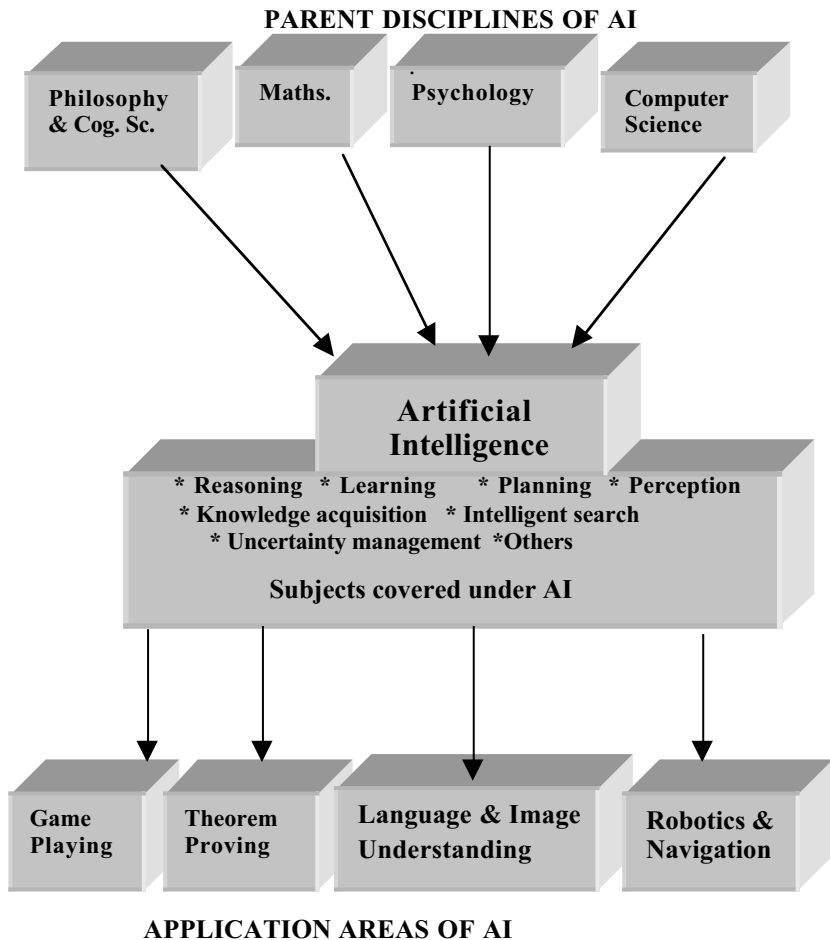 PARENT DISCIPLINES OF AI
Philosophy
& Cog. Sc.
Maths.
Psychology
Computer
Science
Artificial
Intelligence
* Reasoning * Learning * Planning * Perception
* Knowledge acquisition * Intelligent search
* Uncertainty management *Others
Subjects covered under AI
Game
Playing
Theorem
Proving
Language & Image
Understanding
Robotics &
Navigation
APPLICATION AREAS OF AI